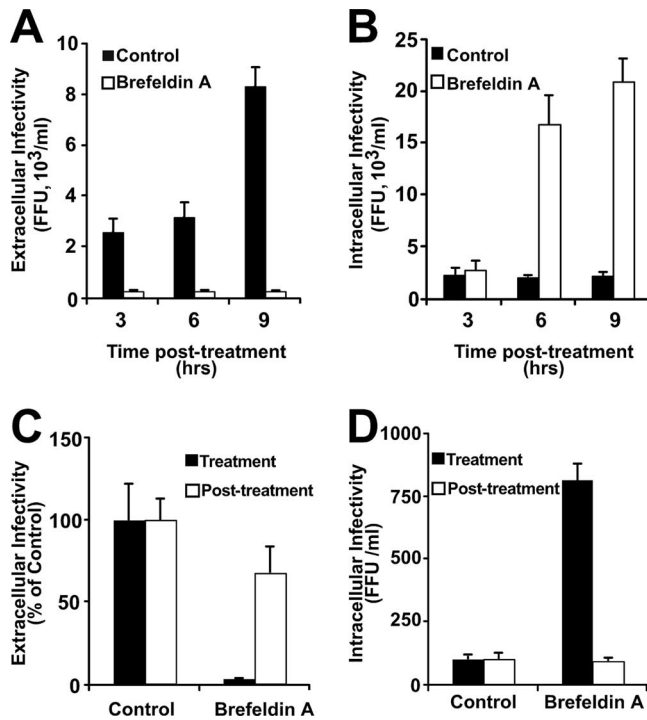 A
Extracellular Infectivity
(FFU, 10³/ml)
10
8
6
4
2
0
Control
Brefeldin A
3 6 9
Time post-treatment
(hrs)
B
Intracellular Infectivity
(FFU, 10³/ml)
25
20
15
10
5
0
Control
Brefeldin A
3 6 9
Time post-treatment
(hrs)
C
Extracellular Infectivity
(% of Control)
150
100
50
0
Treatment
Post-treatment
Control Brefeldin A
D
Intracellular Infectivity
(FFU /ml)
1000
750
500
250
0
Treatment
Post-treatment
Control Brefeldin A